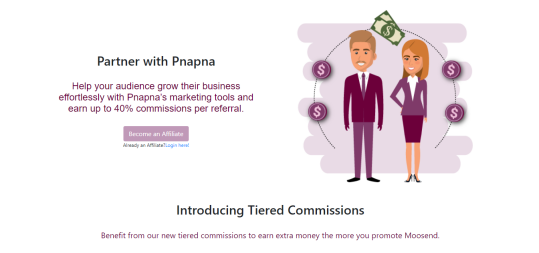 Partner with Pnapna
Help your audience grow their business
effortlessly with Pnapna's marketing tools and
earn up to 40% commissions per referral.
Become an Affiliate
Already an Affiliate?Login here!
Introducing Tiered Commissions
Benefit from our new tiered commissions to earn extra money the more you promote Moosend.